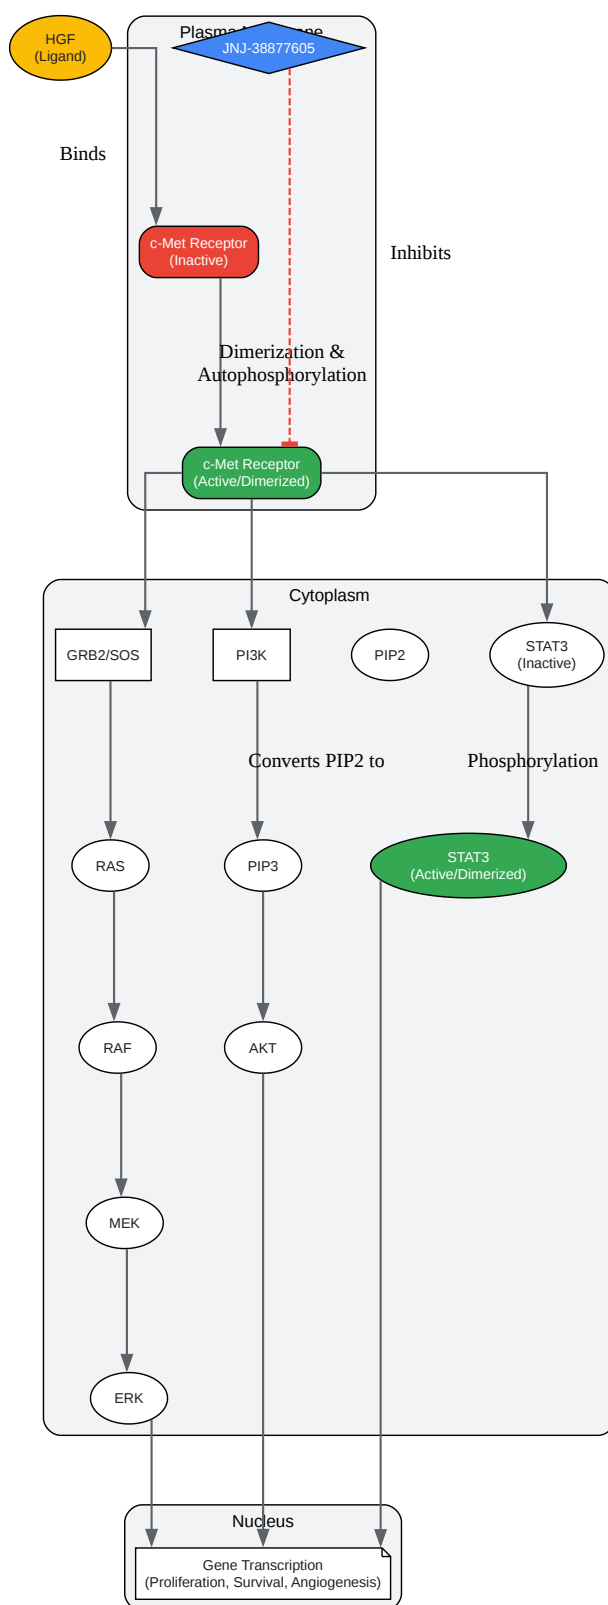 HGF
(Ligand)
Plasma
JNJ-38877605
Binds
c-Met Receptor
(Inactive)
Inhibits
Dimerization &
Autophosphorylation
c-Met Receptor
(Active/Dimerized)
Cytoplasm
GRB2/SOS
PI3K
PIP2
STAT3
(Inactive)
Converts PIP2 to
Phosphorylation
RAS
PIP3
STAT3
(Active/Dimerized)
RAF
AKT
MEK
ERK
Nucleus
Gene Transcription
(Proliferation, Survival, Angiogenesis)